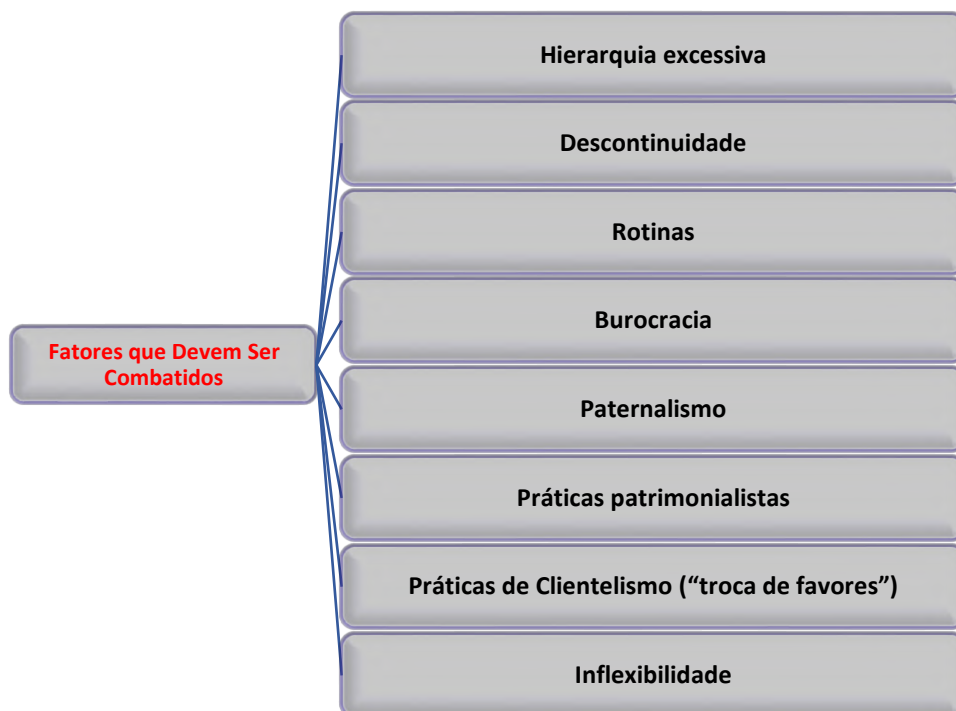 Hierarquia excessiva
Descontinuidade
Rotinas
Burocracia
Fatores que Devem Ser
Combatidos
Paternalismo
Práticas patrimonialistas
Práticas de Clientelismo (“troca de favores”)
Inflexibilidade